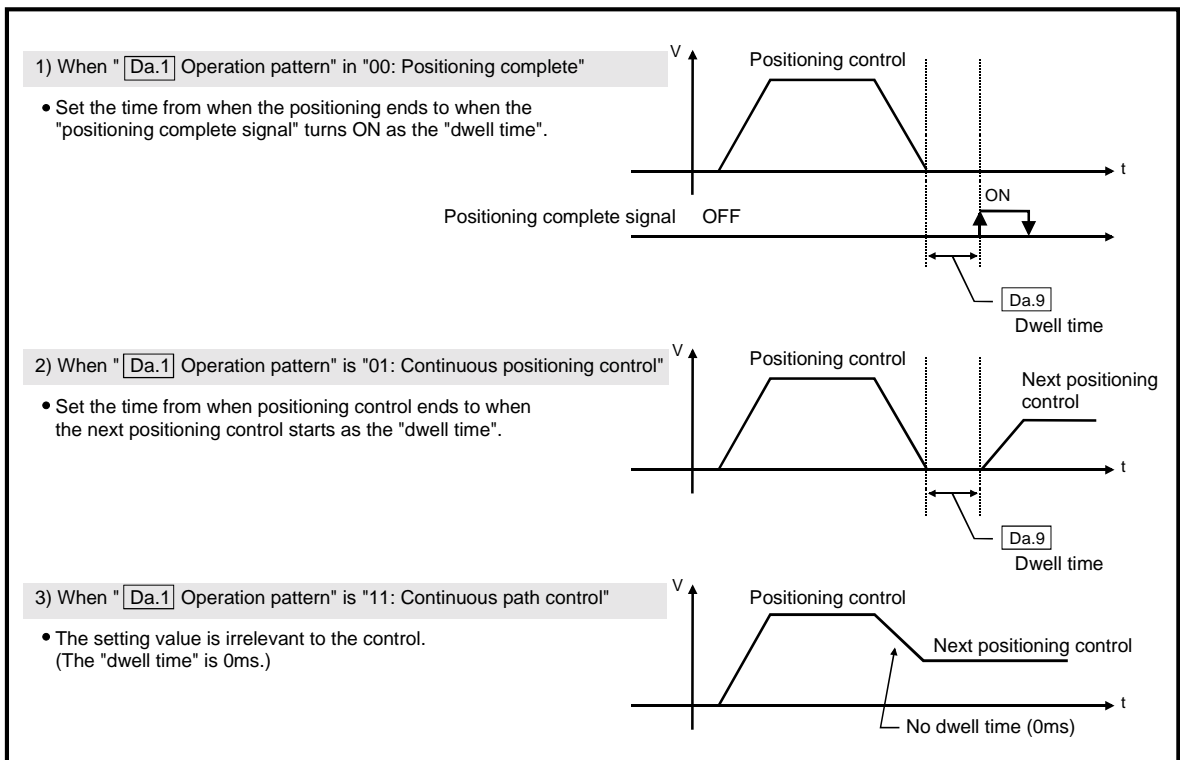 1) When " Da.1 Operation pattern" in "00: Positioning complete"
• Set the time from when the positioning ends to when the
"positioning complete signal" turns ON as the "dwell time".
V
Positioning control
t
ON
Positioning complete signal OFF
Da.9
Dwell time
2) When " Da.1 Operation pattern" is "01: Continuous positioning control"
• Set the time from when positioning control ends to when
the next positioning control starts as the "dwell time".
V
Positioning control
Next positioning
control
t
Da.9
Dwell time
3) When " Da.1 Operation pattern" is "11: Continuous path control"
• The setting value is irrelevant to the control.
(The "dwell time" is 0ms.)
V
Positioning control
Next positioning control
t
No dwell time (0ms)